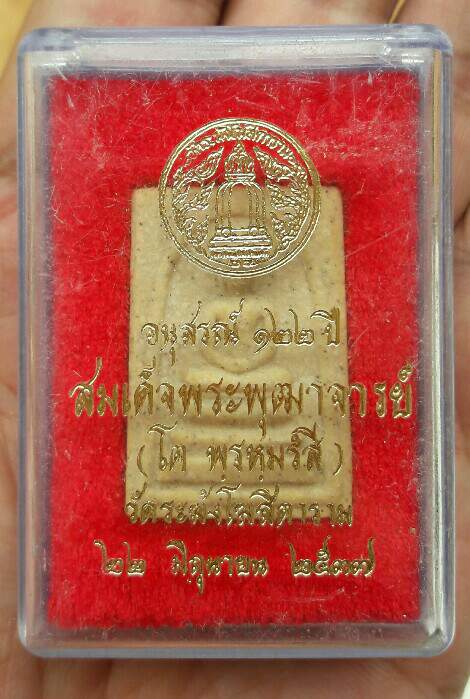 อนุสรณ์ ๑๒๒ ปี
สมเด็จพระพุฒาจารย์
(โต พฺรหฺมรํสี)
วัดระฆังโฆสิตาราม
๒๒ มิถุนายน ๒๕๓๗